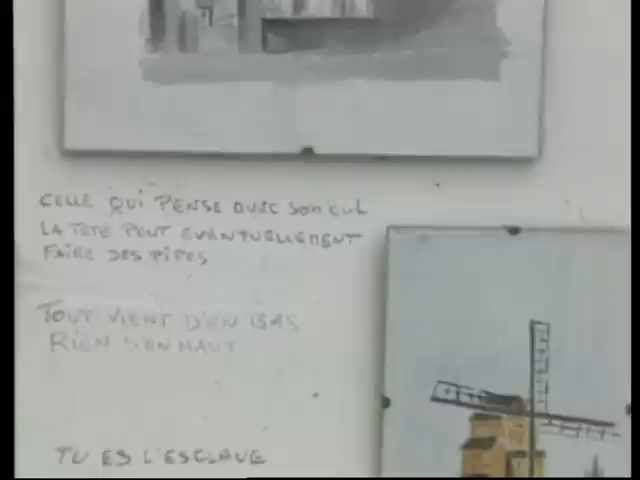 CELLE QUI PENSE AVEC SON CUL
LA TETE PEUT EVENTUELLEMENT
FAIRE DES PIPES
TOUT VIENT D'EN BAS
RIEN D'EN HAUT
TU ES L'ESCLAVE